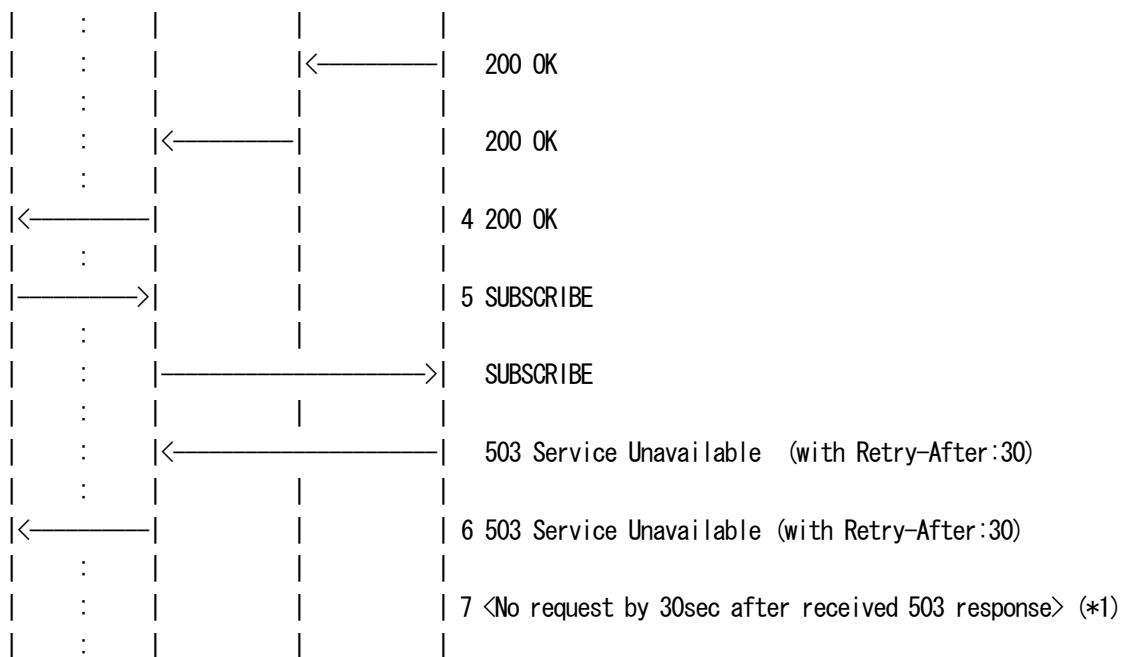 200 OK
200 OK
4 200 OK
5 SUBSCRIBE
SUBSCRIBE
503 Service Unavailable (with Retry-After:30)
6 503 Service Unavailable (with Retry-After:30)
7 <No request by 30sec after received 503 response> (*1)